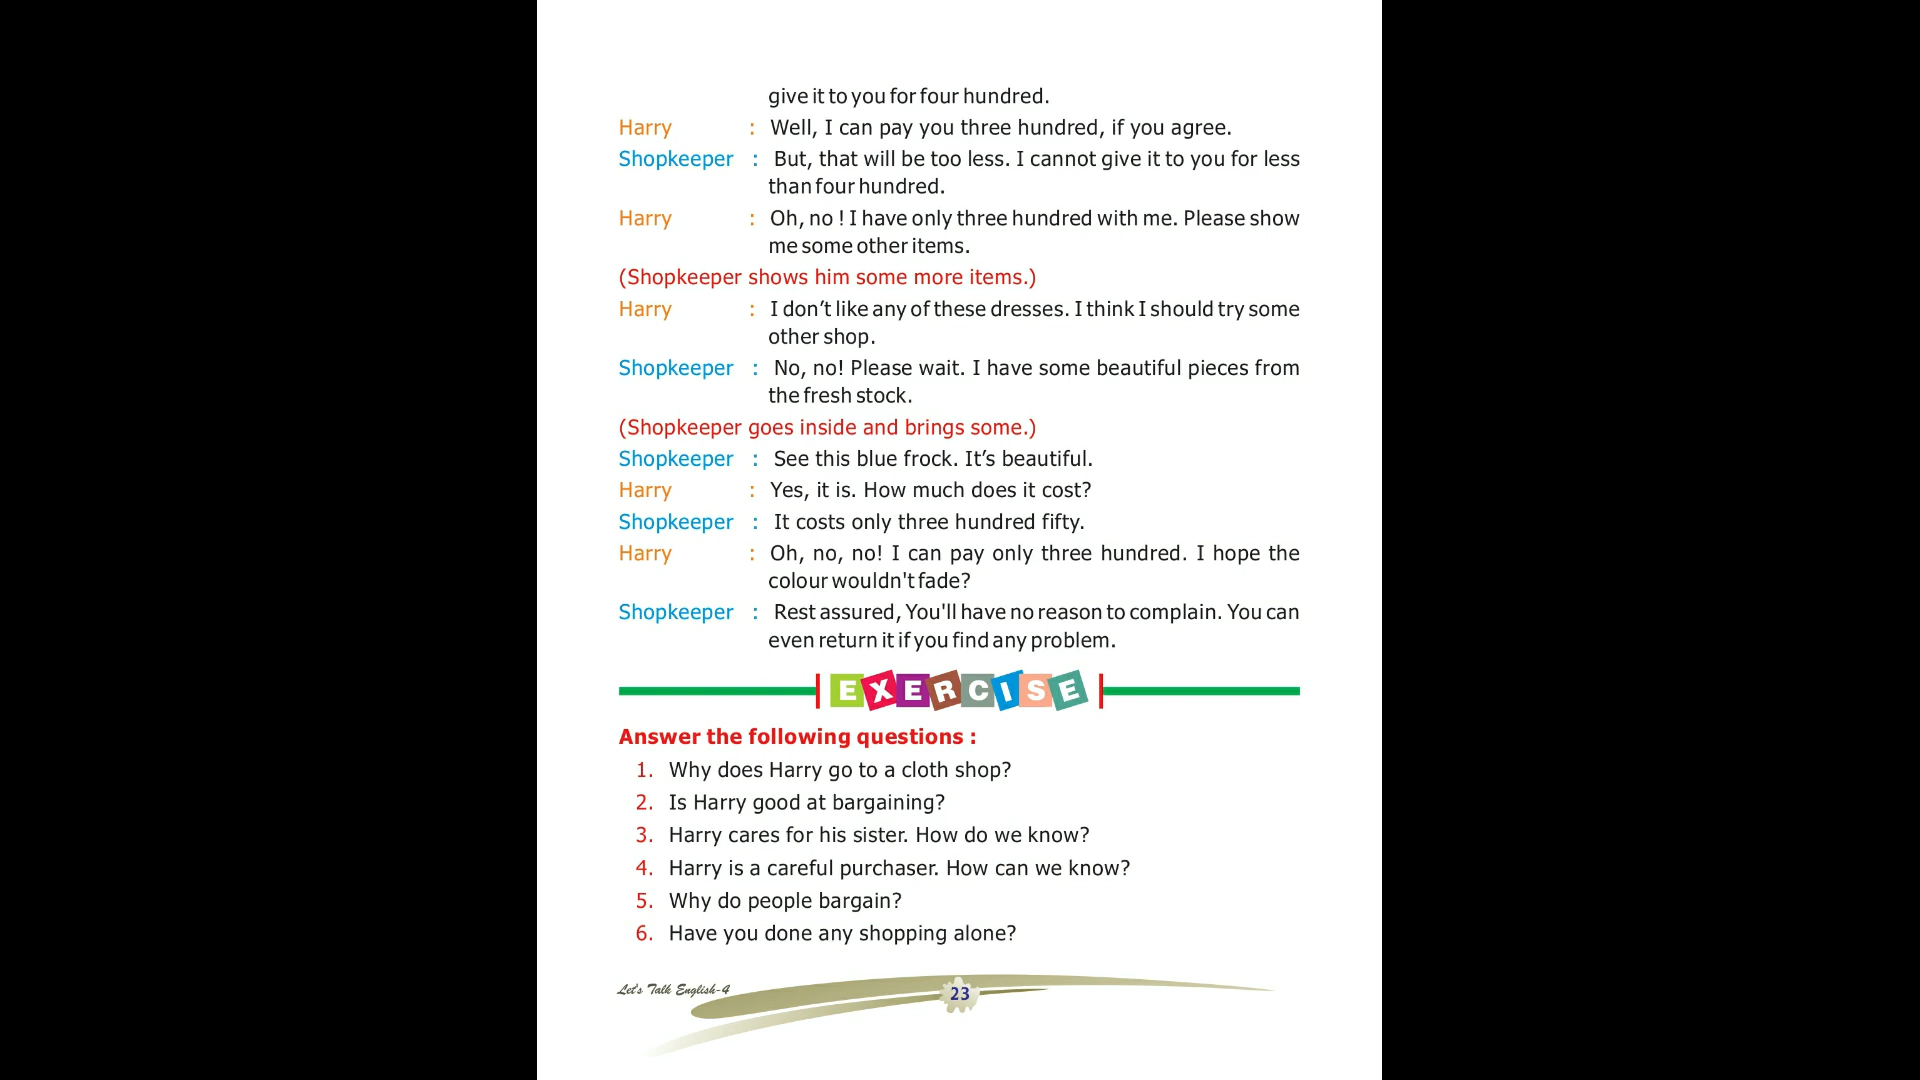 give it to you for four hundred.
Harry : Well, I can pay you three hundred, if you agree.
Shopkeeper : But, that will be too less. I cannot give it to you for less
than four hundred.
Harry : Oh, no ! I have only three hundred with me. Please show
me some other items.
(Shopkeeper shows him some more items.)
Harry : I don’t like any of these dresses. I think I should try some
other shop.
Shopkeeper : No, no! Please wait. I have some beautiful pieces from
the fresh stock.
(Shopkeeper goes inside and brings some.)
Shopkeeper : See this blue frock. It’s beautiful.
Harry : Yes, it is. How much does it cost?
Shopkeeper : It costs only three hundred fifty.
Harry : Oh, no, no! I can pay only three hundred. I hope the
colour wouldn't fade?
Shopkeeper : Rest assured, You'll have no reason to complain. You can
even return it if you find any problem.
EXERCISE
Answer the following questions :
1. Why does Harry go to a cloth shop?
2. Is Harry good at bargaining?
3. Harry cares for his sister. How do we know?
4. Harry is a careful purchaser. How can we know?
5. Why do people bargain?
6. Have you done any shopping alone?
Let's Talk English-4
23